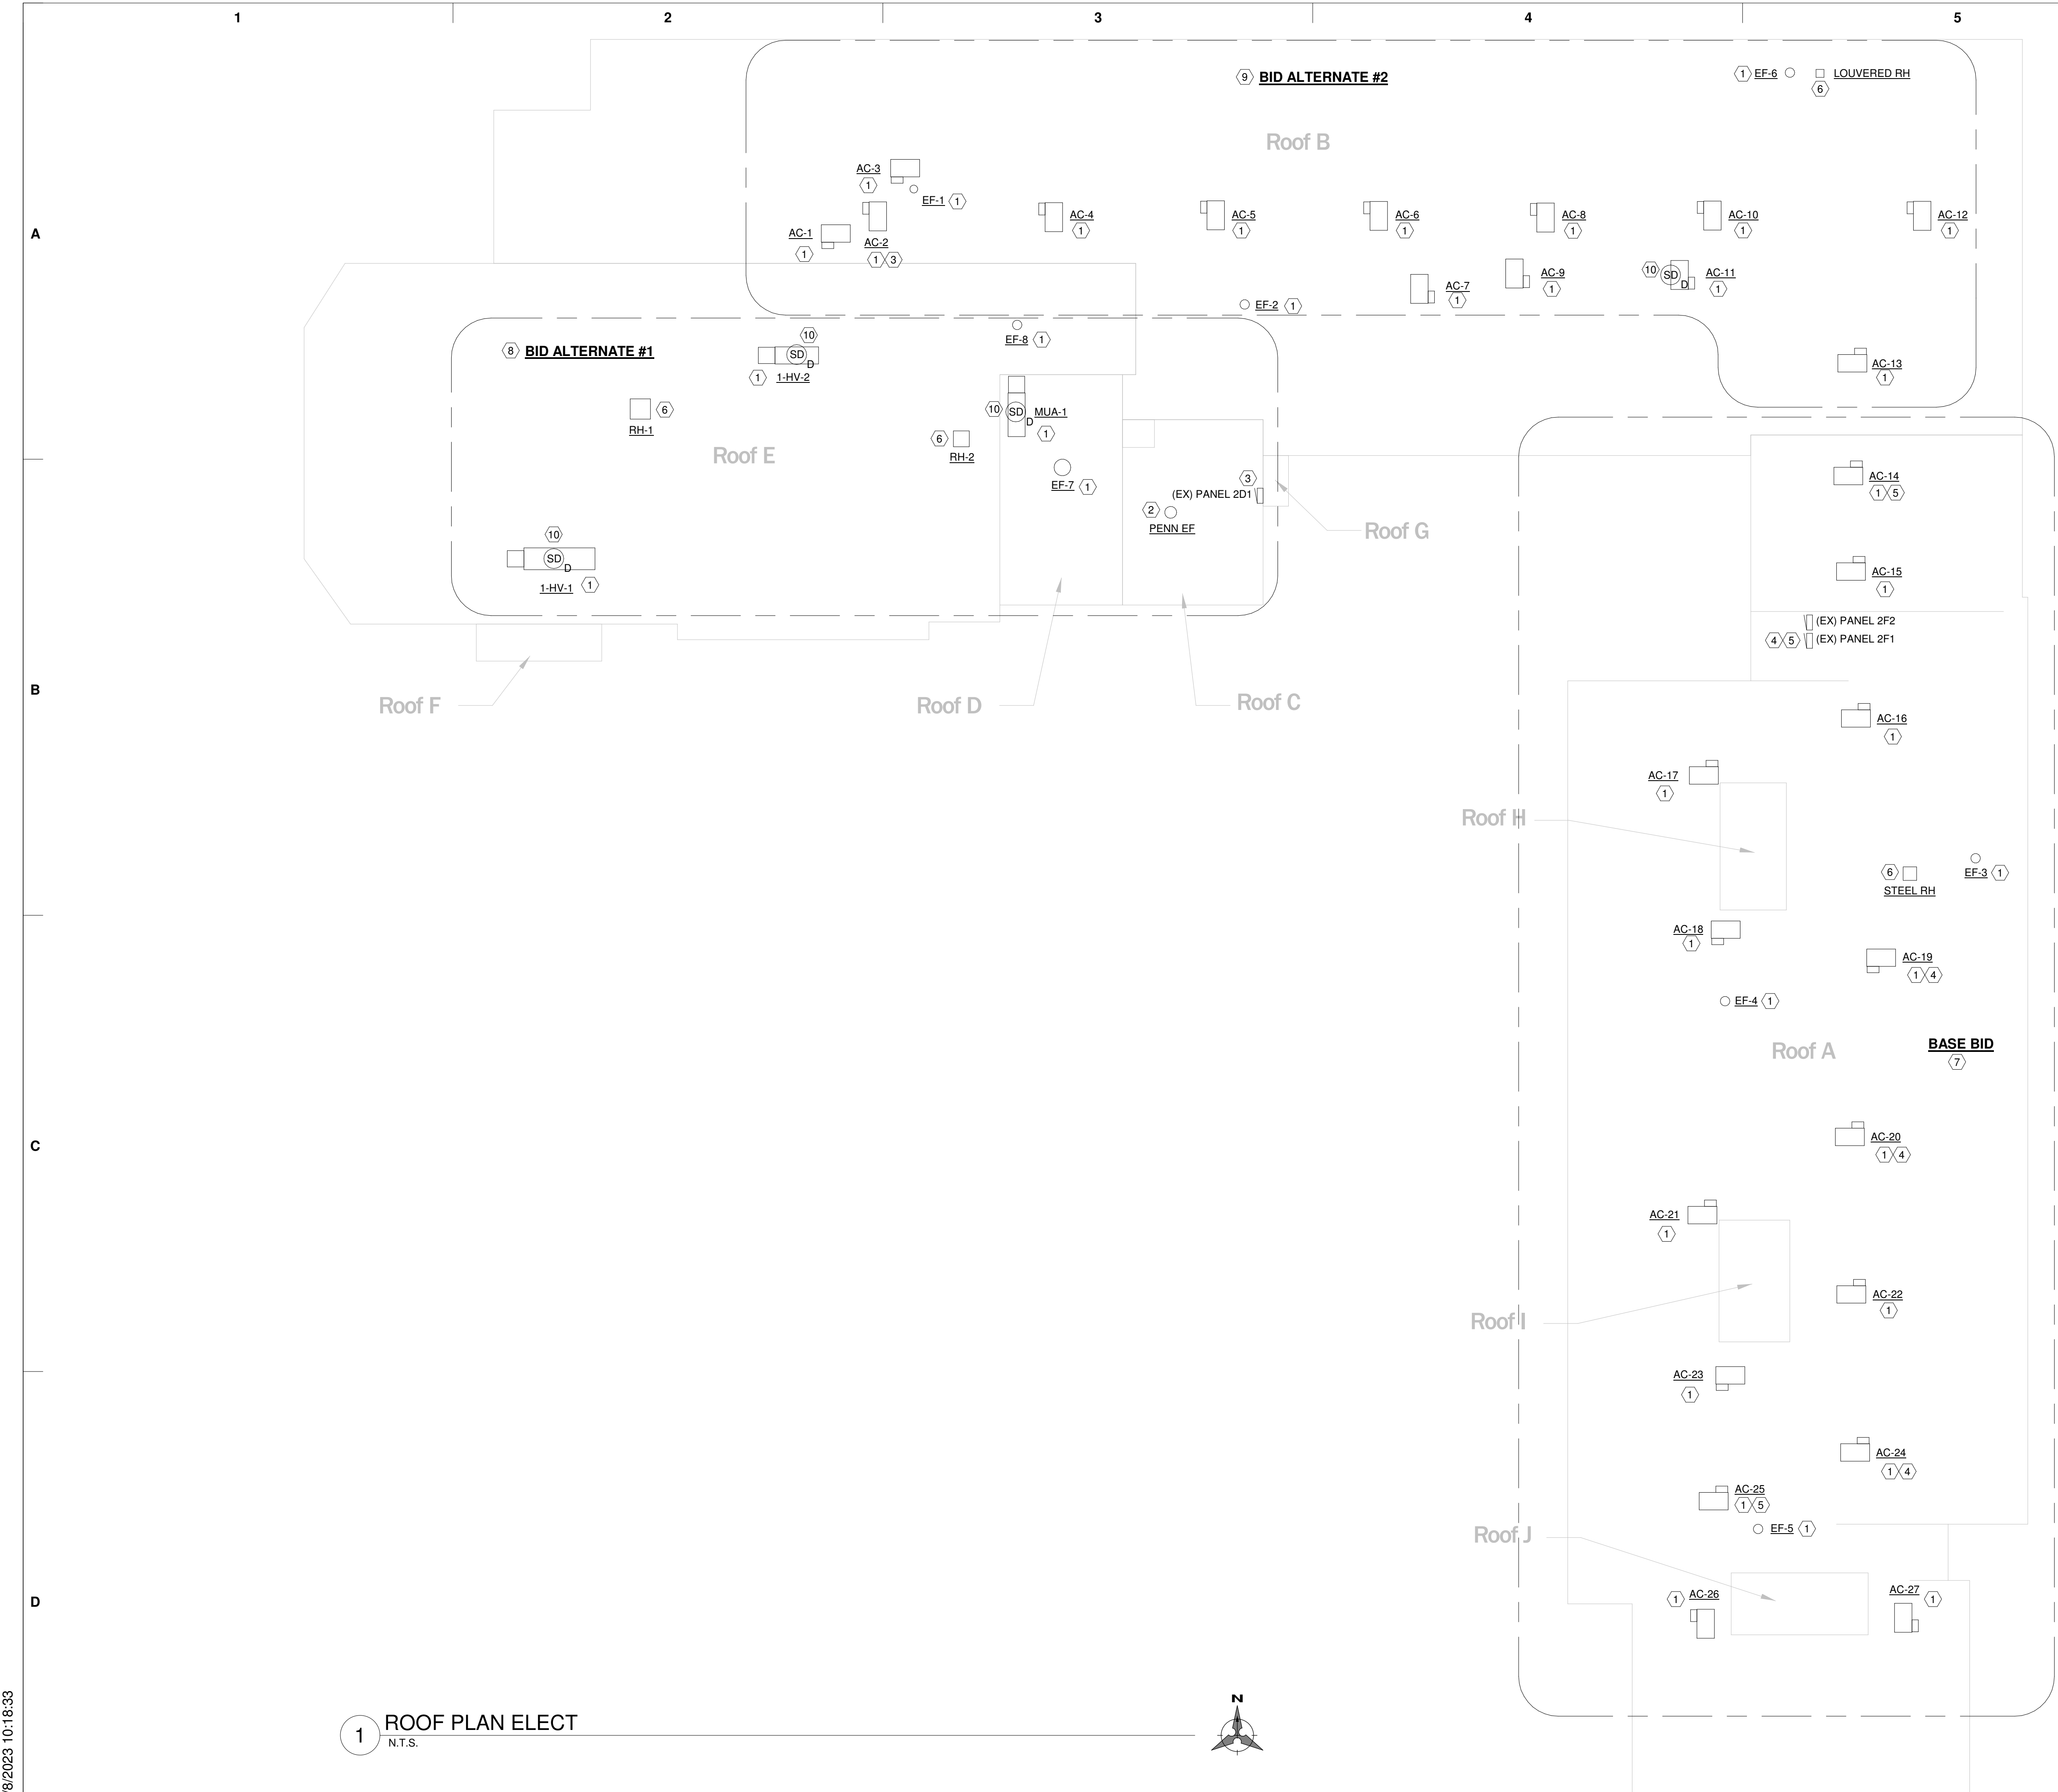 1 2 3 4 5
9 BID ALTERNATE #2
1 EF-6 LOUVERED RH
6
Roof B
AC-3
1
EF-1 1
AC-1
1
AC-2
1 3
AC-4
1
AC-5
1
AC-6
1
AC-8
1
AC-10
1
AC-12
1
A
AC-7
1
AC-9
1
10 SD D AC-11
1
EF-2 1
EF-8 1
8 BID ALTERNATE #1
10
SD D
1 1-HV-2
AC-13
1
6
RH-1
10 SD D MUA-1
1
6
RH-2
Roof E
EF-7 1
3
(EX) PANEL 2D1
2
PENN EF
Roof G
AC-14
1 5
10
SD D
1-HV-1 1
AC-15
1
(EX) PANEL 2F2
4 5 (EX) PANEL 2F1
B
Roof F
Roof D
Roof C
AC-16
1
AC-17
1
Roof H
6
STEEL RH
EF-3 1
AC-18
1
AC-19
1 4
EF-4 1
Roof A
BASE BID
7
C
AC-20
1 4
AC-21
1
AC-22
1
Roof I
AC-23
1
AC-24
1 4
AC-25
1 5
EF-5 1
Roof J
D
1 AC-26
AC-27 1
N
1 ROOF PLAN ELECT
N.T.S.
/8/2023 10:18:33